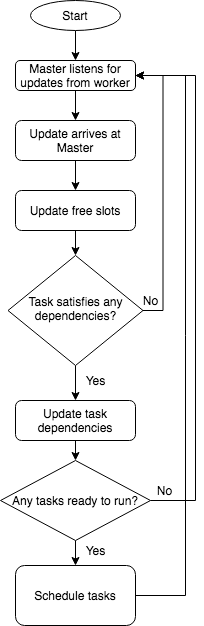 Start
Master listens for
updates from worker
Update arrives at
Master
Update free slots
Task satisfies any
dependencies?
No
Yes
Update task
dependencies
Any tasks ready to run?
No
Yes
Schedule tasks